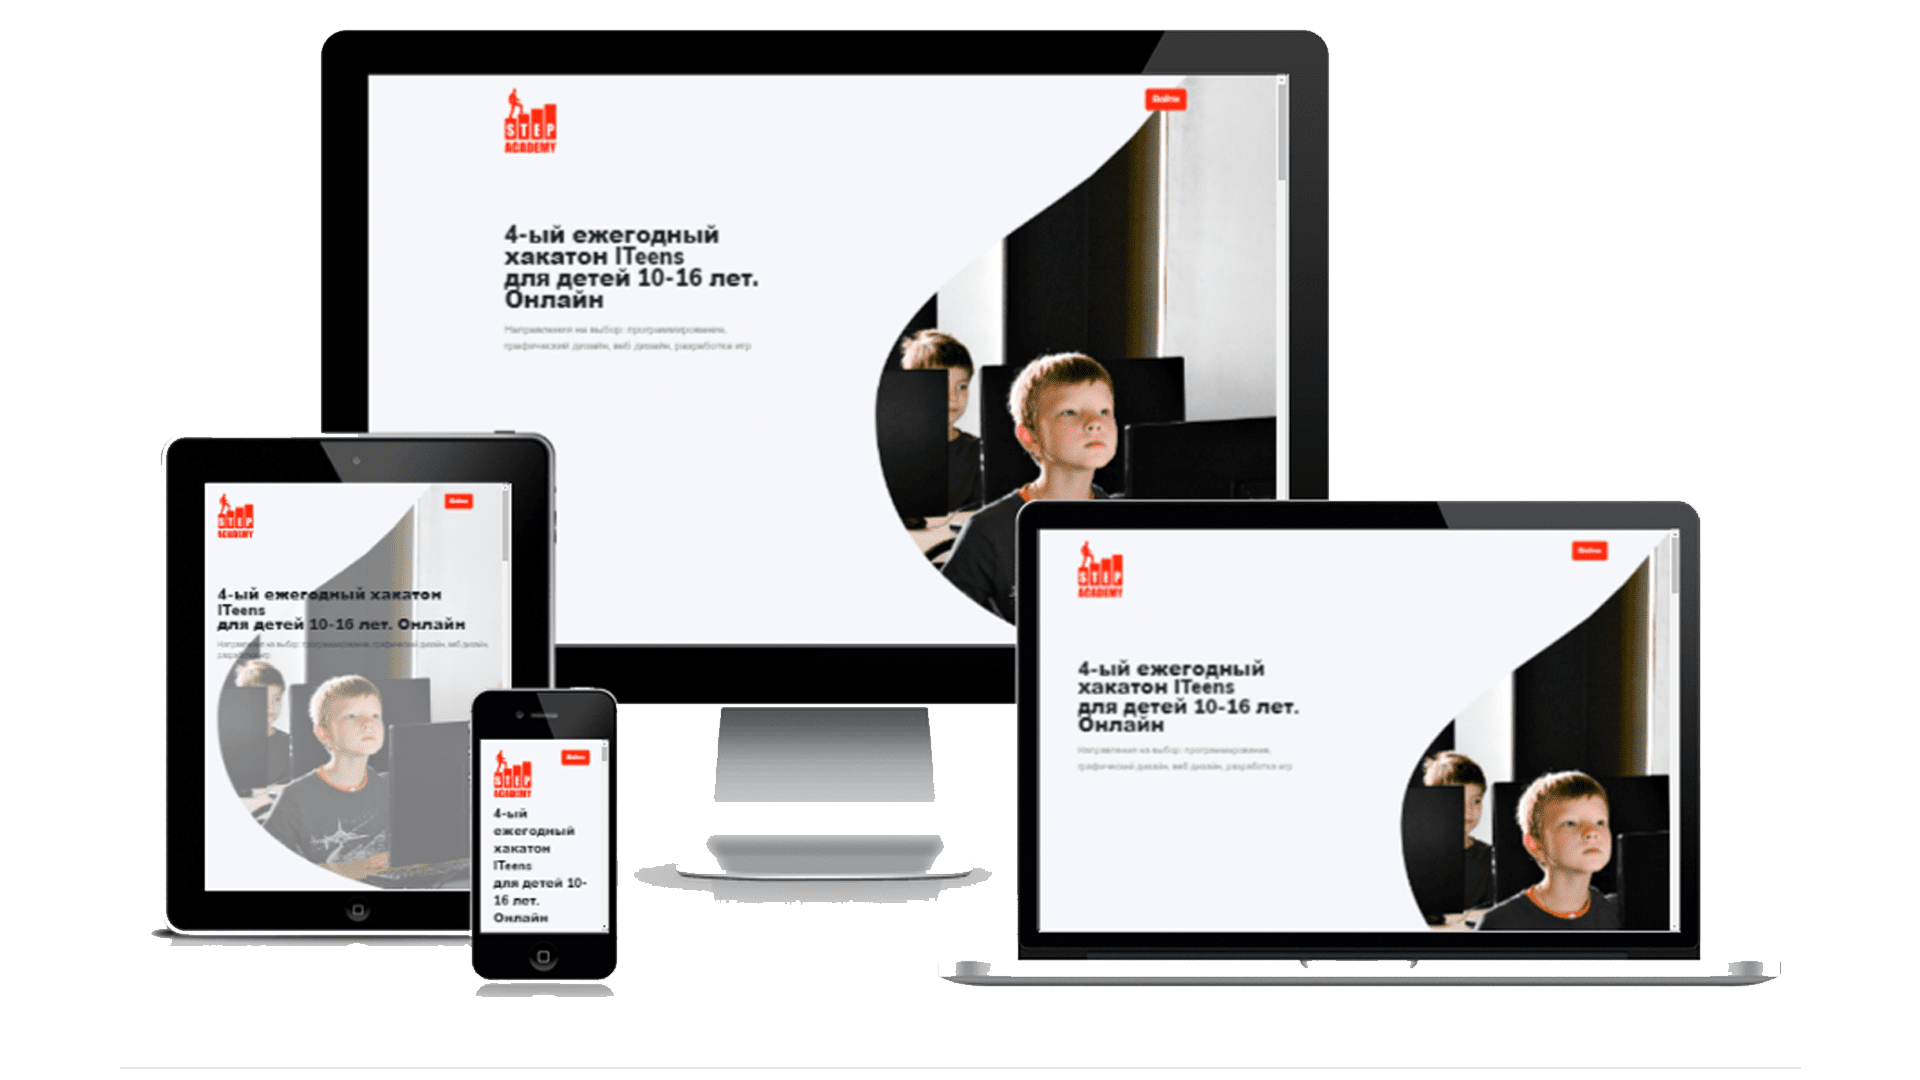 STEP
ACADEMY
Войти
4-ый ежегодный
хакатон ITeens
для детей 10-16 лет.
Онлайн
Направления на выбор: программирование,
графический дизайн, веб дизайн, разработка игр
STEP
ACADEMY
Войти
4-ый ежегодный хакатон
ITeens
для детей 10-16 лет. Онлайн
Направления на выбор: программирование, графический дизайн, веб дизайн,
разработка игр
STEP
ACADEMY
Войти
4-ый
ежегодный
хакатон
ITeens
для детей 10-
16 лет.
Онлайн
STEP
ACADEMY
Войти
4-ый ежегодный
хакатон ITeens
для детей 10-16 лет.
Онлайн
Направления на выбор: программирование,
графический дизайн, веб дизайн, разработка игр